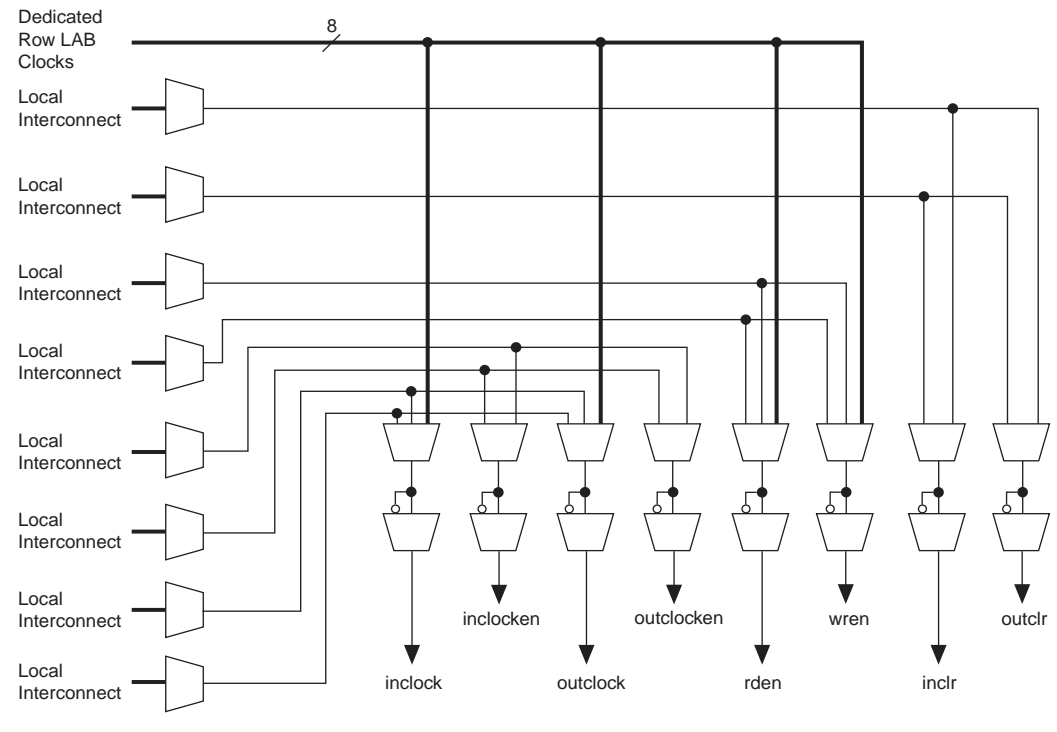 Dedicated
Row LAB
Clocks
8
Local
Interconnect
Local
Interconnect
Local
Interconnect
Local
Interconnect
Local
Interconnect
Local
Interconnect
Local
Interconnect
Local
Interconnect
inclocken
outclocken
wren
outclr
inclock
outclock
rden
inclr